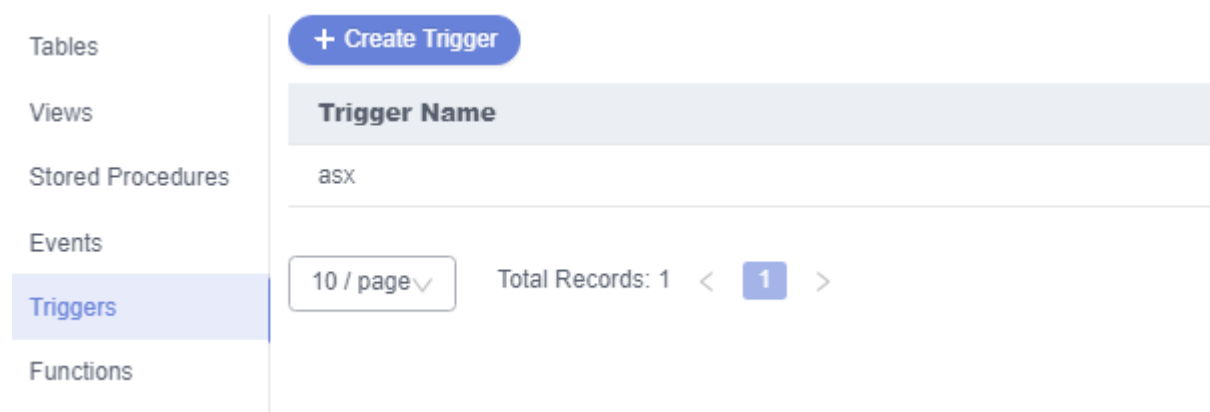 Tables
Views
Stored Procedures
Events
Triggers
Functions
+ Create Trigger
Trigger Name
asx
10 / page
Total Records: 1 < 1 >